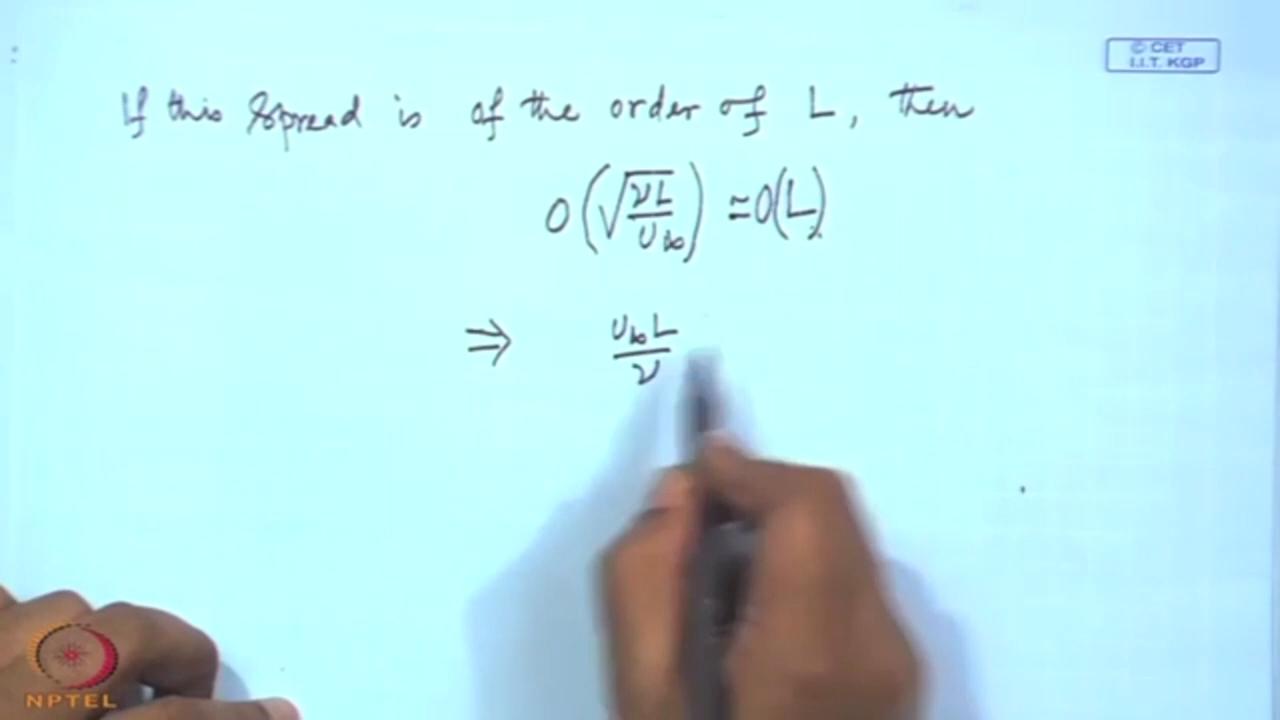 © CET
I.I.T. KGP
If this spread is of the order of L, then
O(√(νL/U∞)) ≃ O(L)
⇒ U∞L/ν
NPTEL